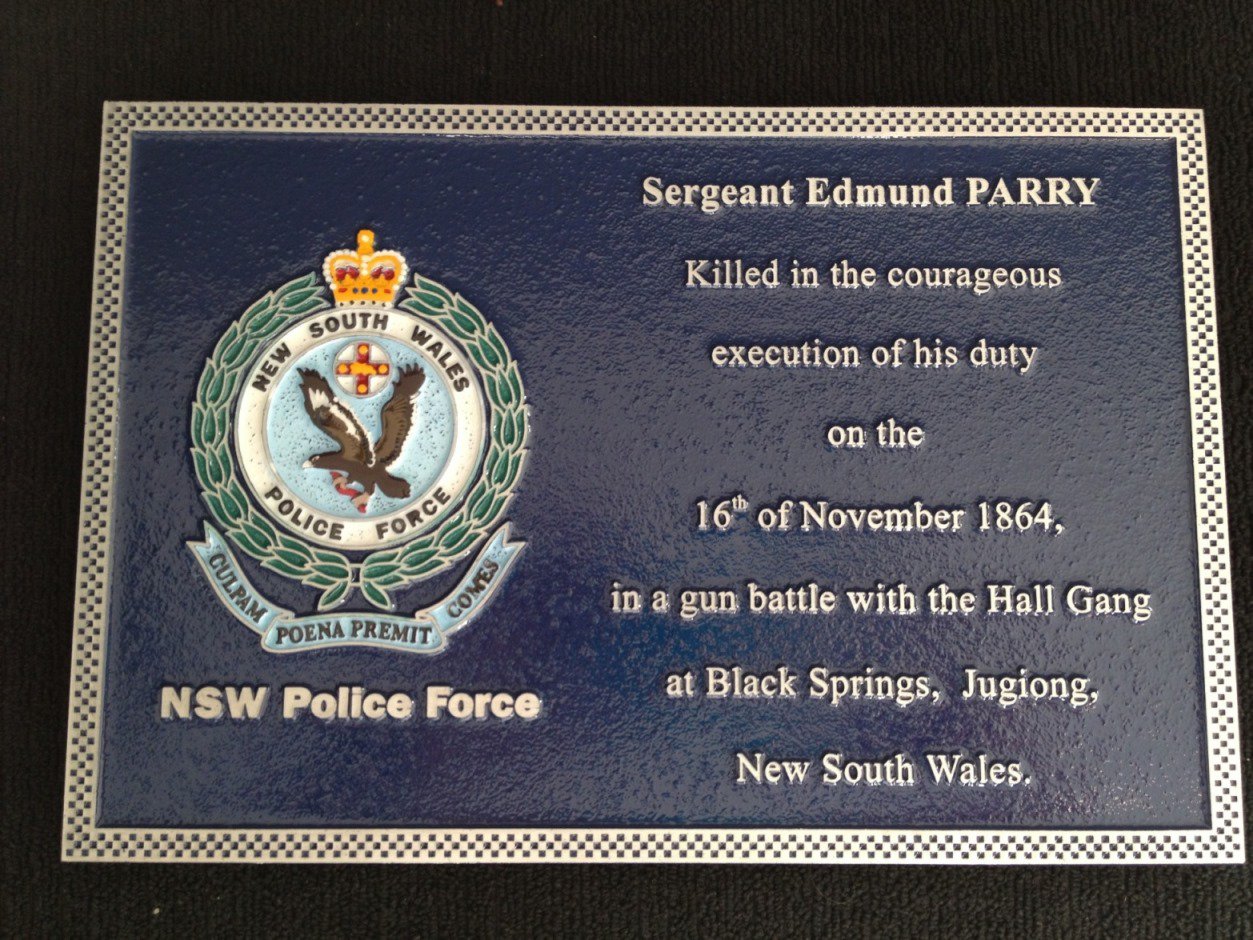 NEW SOUTH WALES
POLICE FORCE
CULPAM POENA PREMIT COMES
NSW Police Force
Sergeant Edmund PARRY
Killed in the courageous
execution of his duty
on the
16th of November 1864,
in a gun battle with the Hall Gang
at Black Springs, Jugiong,
New South Wales.